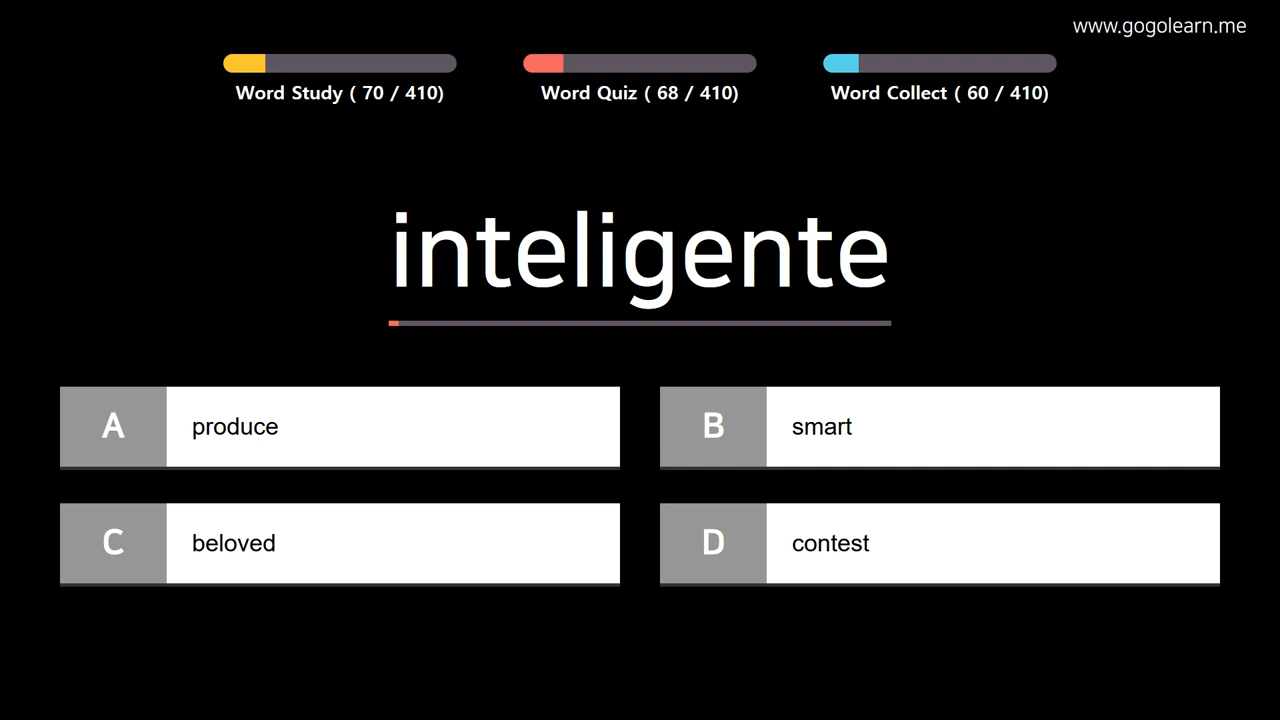 www.gogolearn.me
Word Study ( 70 / 410)
Word Quiz ( 68 / 410)
Word Collect ( 60 / 410)
inteligente
A produce
B smart
C beloved
D contest